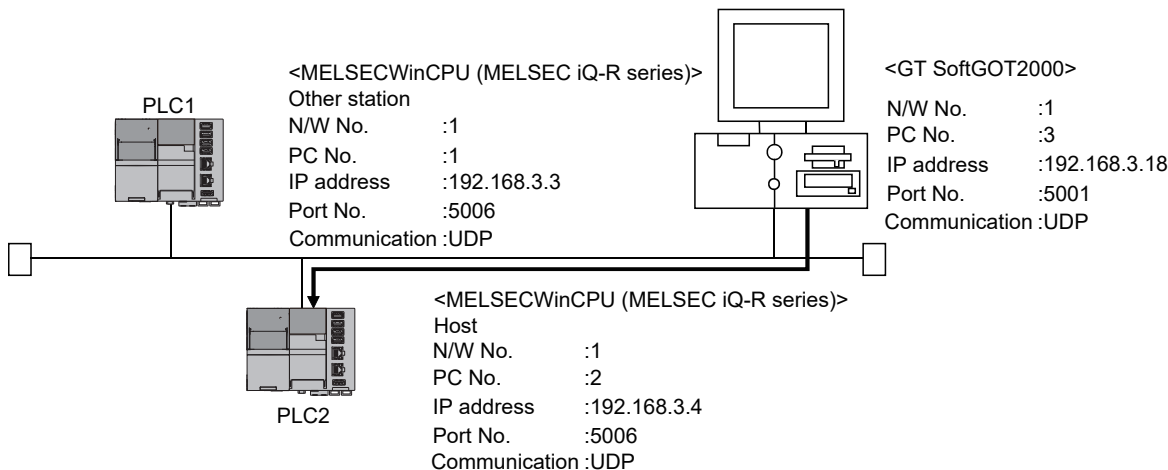 PLC1
<MELSECWinCPU (MELSEC iQ-R series)>
Other station
N/W No. :1
PC No. :1
IP address :192.168.3.3
Port No. :5006
Communication :UDP
<GT SoftGOT2000>
N/W No. :1
PC No. :3
IP address :192.168.3.18
Port No. :5001
Communication :UDP
PLC2
<MELSECWinCPU (MELSEC iQ-R series)>
Host
N/W No. :1
PC No. :2
IP address :192.168.3.4
Port No. :5006
Communication :UDP